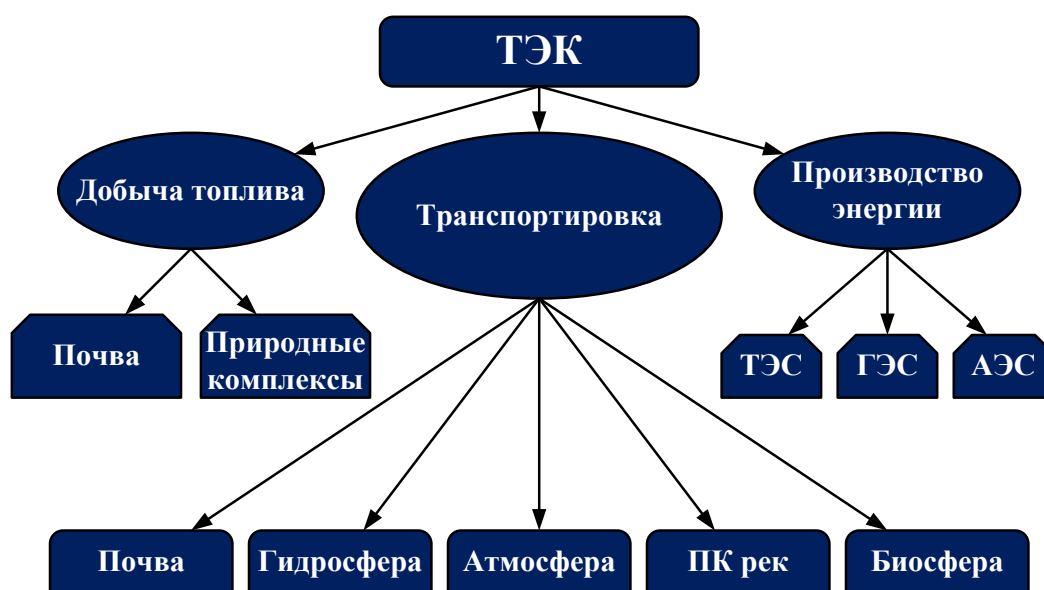 ТЭК
Добыча топлива
Транспортировка
Производство
энергии
Почва
Природные
комплексы
ТЭС
ГЭС
АЭС
Почва
Гидросфера
Атмосфера
ПК рек
Биосфера